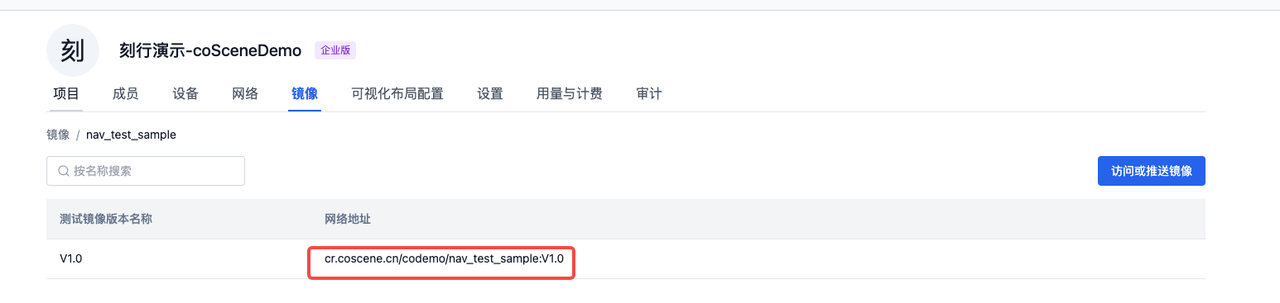 刻 刻行演示-coSceneDemo 企业版
项目 成员 设备 网络 镜像 可视化布局配置 设置 用量与计费 审计
镜像 / nav_test_sample
按名称搜索 访问或推送镜像
测试镜像版本名称 网络地址
V1.0 cr.coscene.cn/codemo/nav_test_sample:V1.0